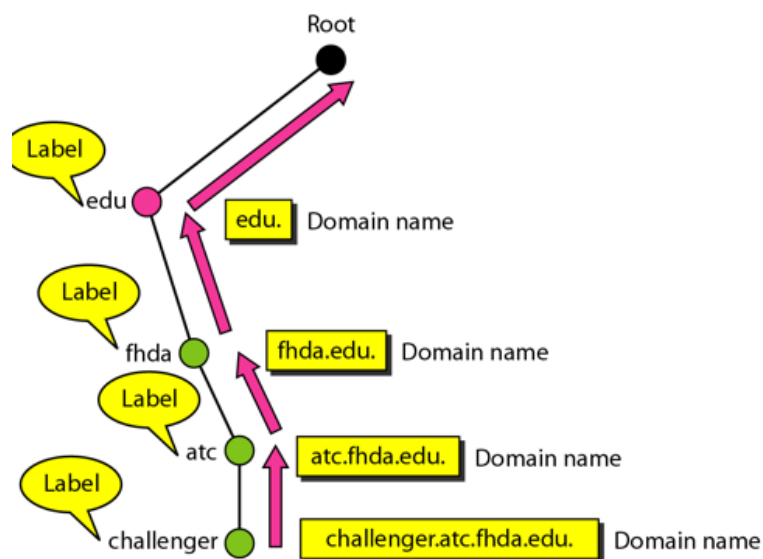 Root
Label
edu
edu. Domain name
Label
fhda
fhda.edu. Domain name
Label
atc
atc.fhda.edu. Domain name
Label
challenger
challenger.atc.fhda.edu. Domain name